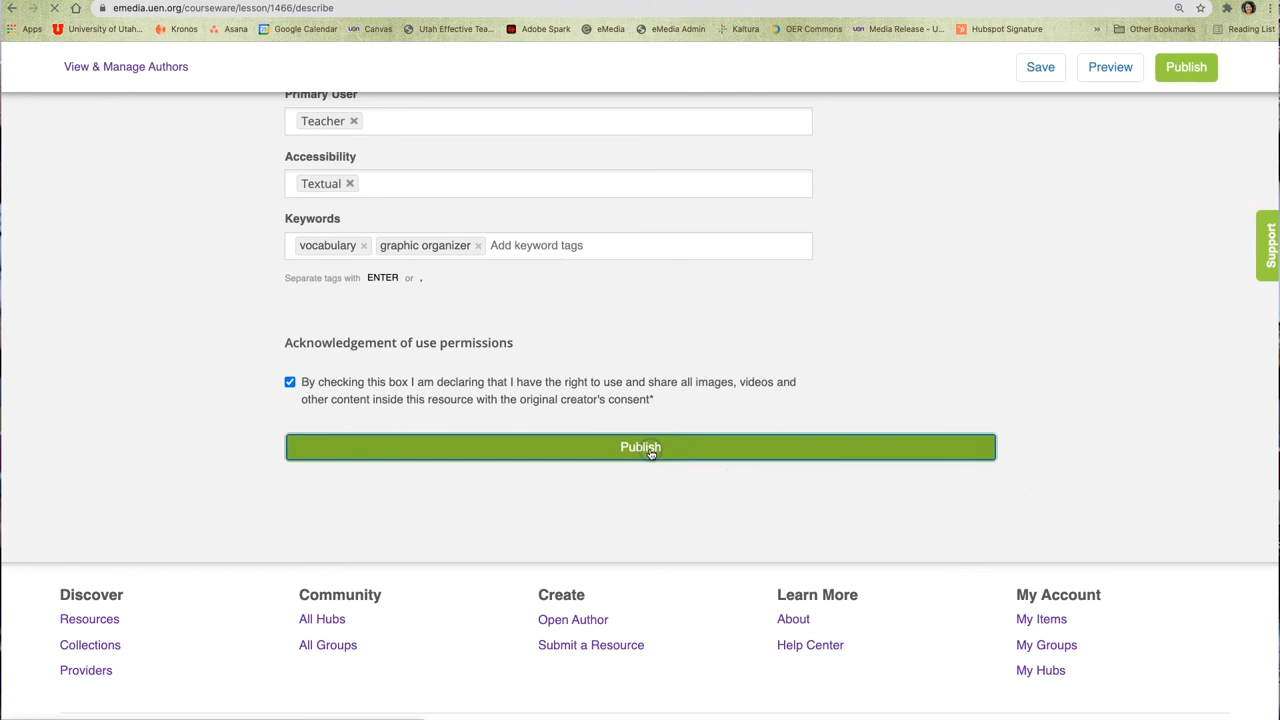 emedia.uen.org/courseware/lesson/1466/describe
Apps University of Utah... Kronos Asana Google Calendar Canvas Utah Effective Tea... Adobe Spark eMedia eMedia Admin Kaltura OER Commons Media Release - U... Hubspot Signature » Other Bookmarks Reading List
View & Manage Authors Save Preview Publish
Primary User
Teacher ×
Accessibility
Textual ×
Keywords
vocabulary × graphic organizer × Add keyword tags
Separate tags with ENTER or ,
Support
Acknowledgement of use permissions
By checking this box I am declaring that I have the right to use and share all images, videos and
other content inside this resource with the original creator's consent*
Publish
Discover Community Create Learn More My Account
Resources All Hubs Open Author About My Items
Collections All Groups Submit a Resource Help Center My Groups
Providers My Hubs